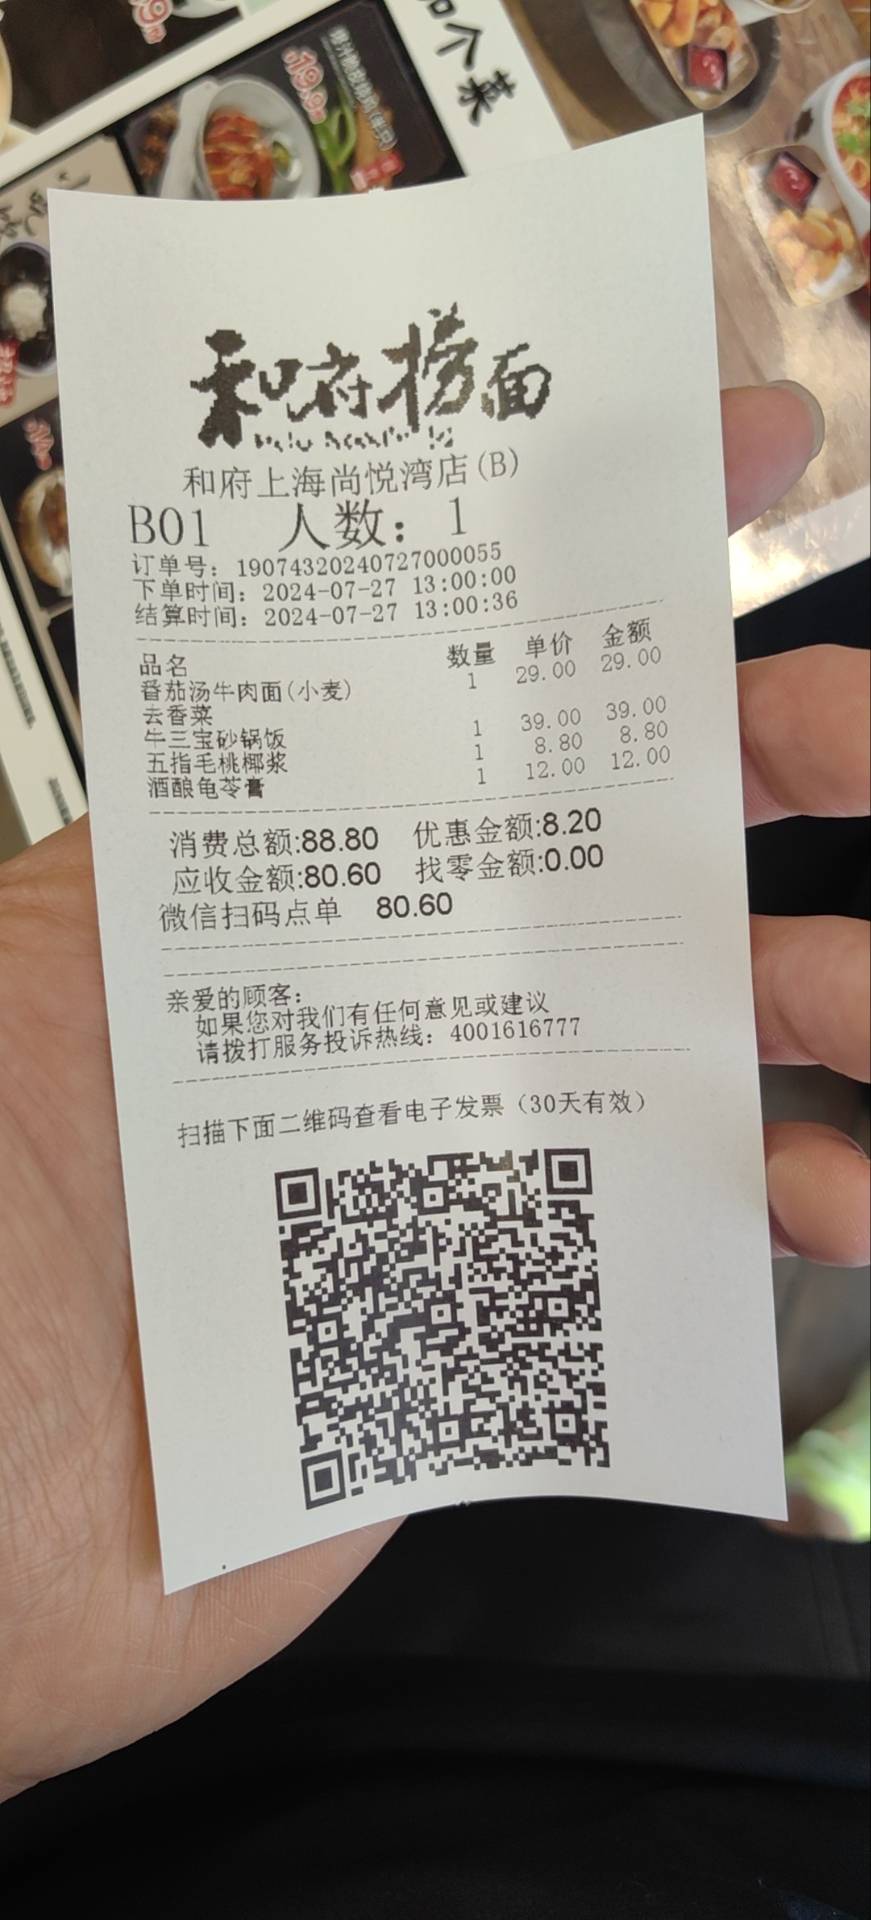 加个菜
19.9
和府捞面
和府上海尚悦湾店(B)
B01 人数: 1
订单号: 19074320240727000055
下单时间: 2024-07-27 13:00:00
结算时间: 2024-07-27 13:00:36
品名 数量 单价 金额
番茄汤牛肉面(小麦) 1 29.00 29.00
去香菜
牛三宝砂锅饭 1 39.00 39.00
五指毛桃椰浆 1 8.80 8.80
酒酿龟苓膏 1 12.00 12.00
消费总额:88.80 优惠金额:8.20
应收金额:80.60 找零金额:0.00
微信扫码点单 80.60
亲爱的顾客:
如果您对我们有任何意见或建议
请拨打服务投诉热线: 4001616777
扫描下面二维码查看电子发票（30天有效）